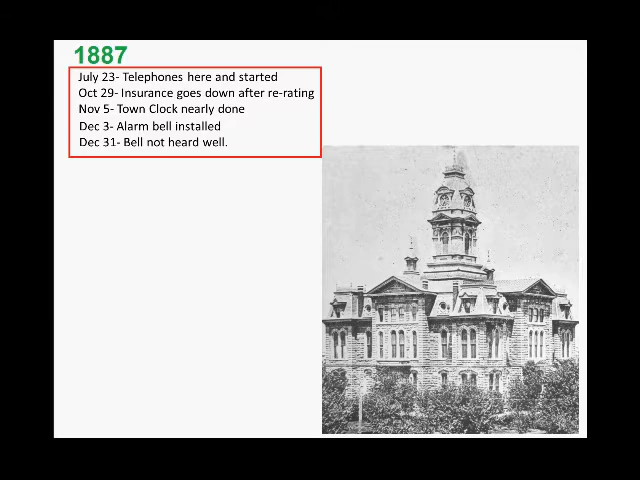 1887
July 23- Telephones here and started
Oct 29- Insurance goes down after re-rating
Nov 5- Town Clock nearly done
Dec 3- Alarm bell installed
Dec 31- Bell not heard well.